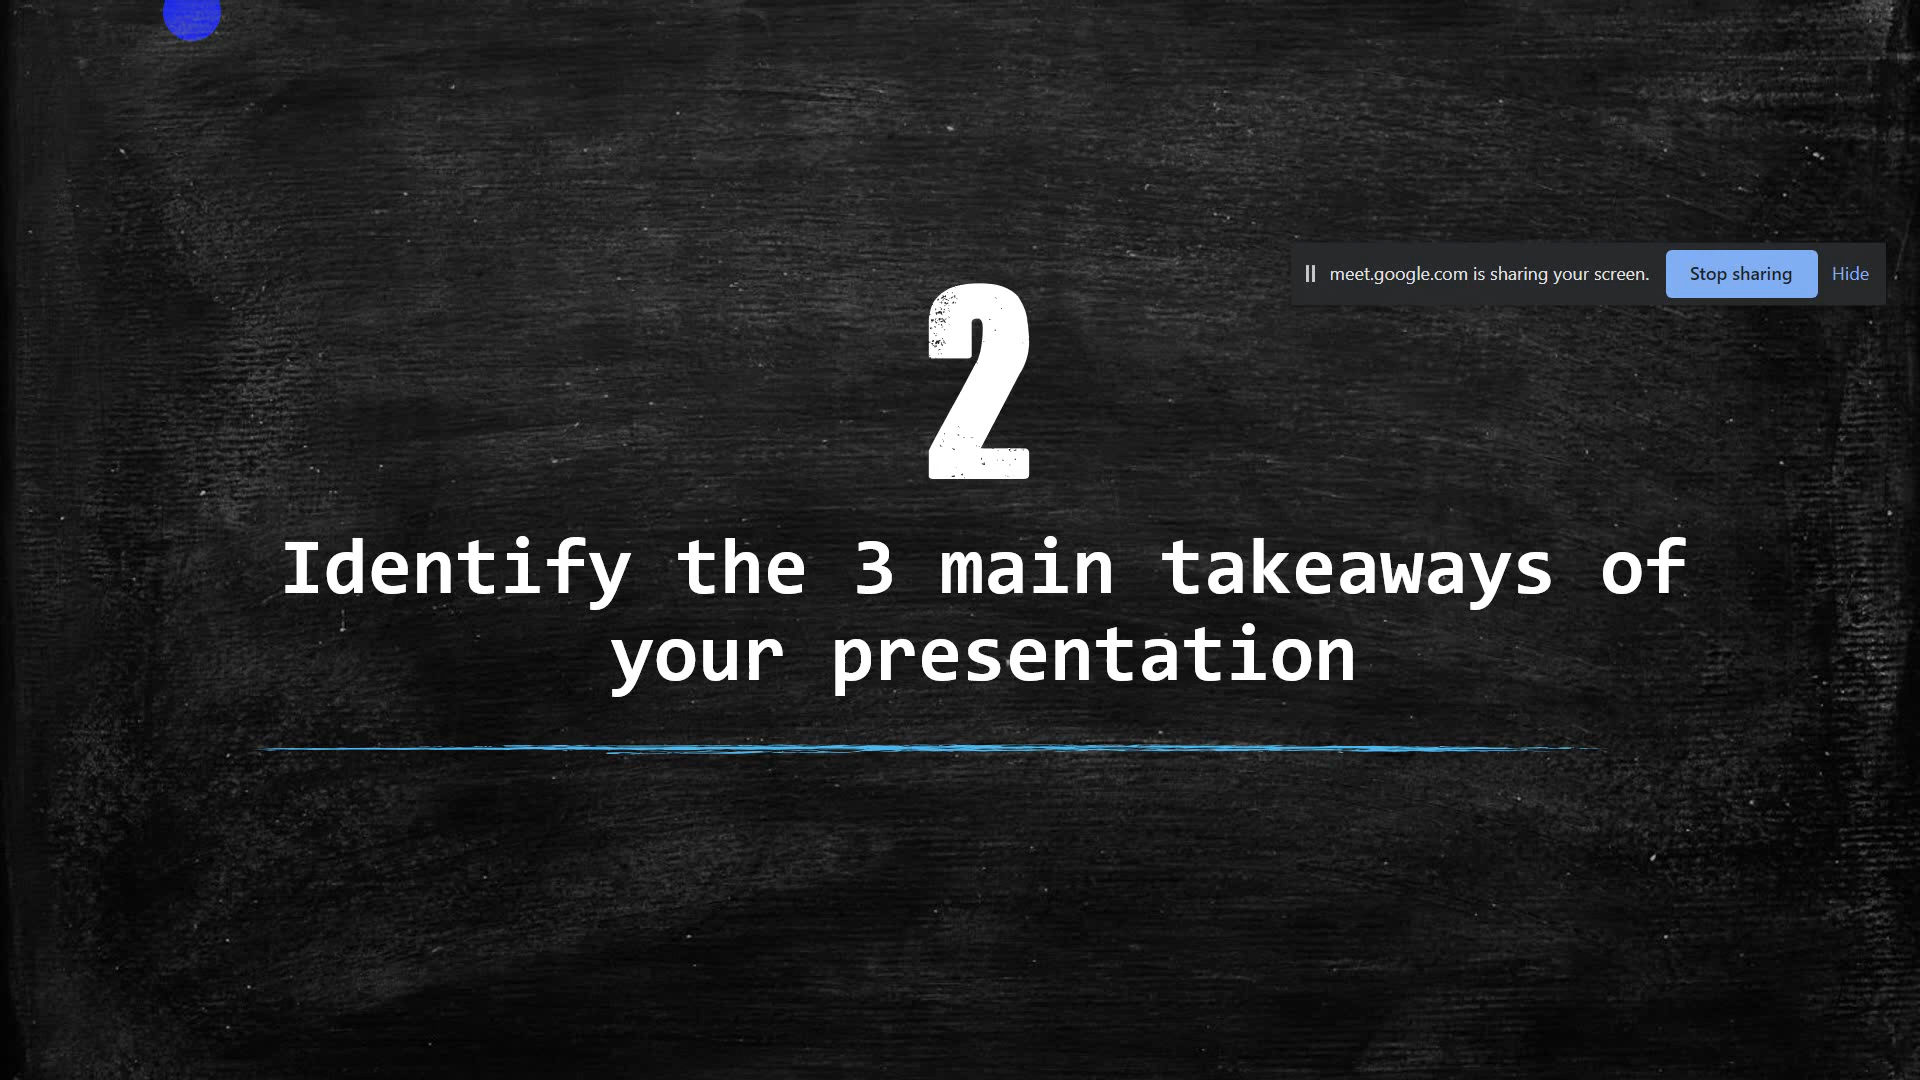 meet.google.com is sharing your screen. Stop sharing Hide
2
Identify the 3 main takeaways of
your presentation